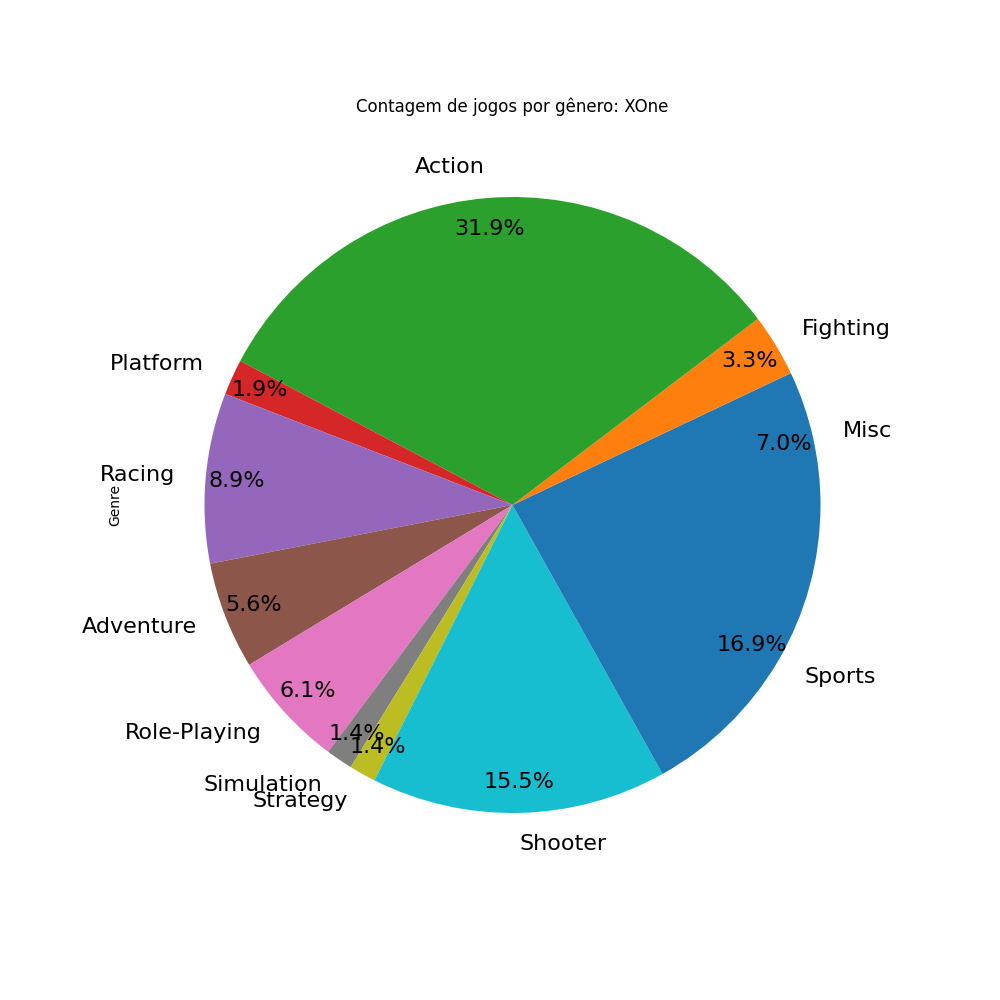 Contagem de jogos por gênero: XOne
Action
31.9%
Fighting
3.3%
Platform
1.9%
Misc
7.0%
Racing
8.9%
Genre
Adventure
5.6%
16.9%
Sports
6.1%
Role-Playing
1.4%
1.4%
Simulation
Strategy
15.5%
Shooter